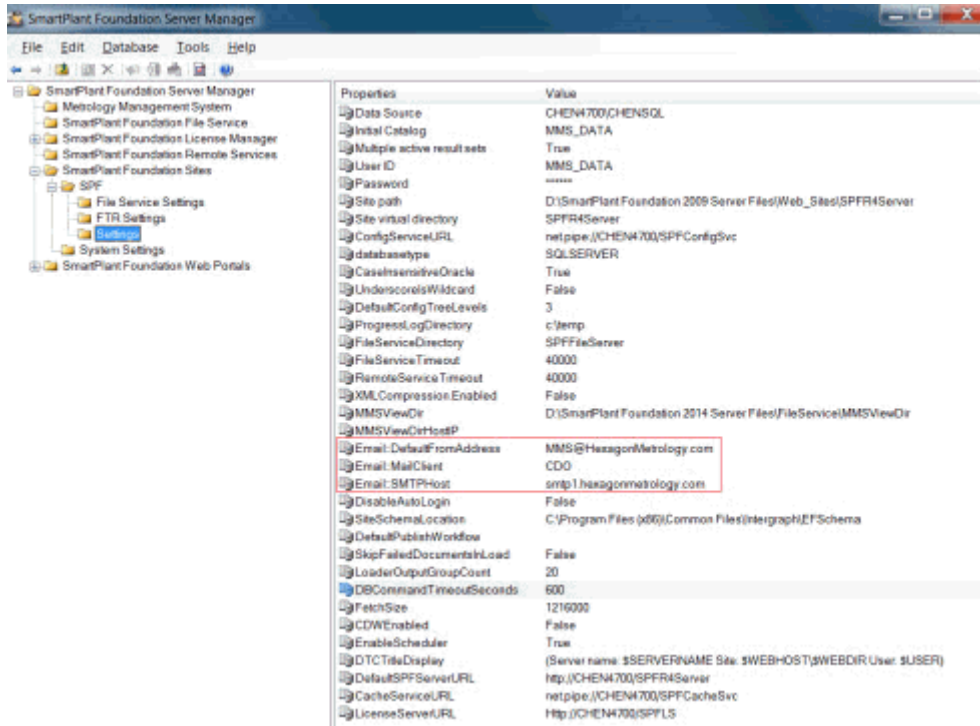 SmartPlant Foundation Server Manager
File Edit Database Tools Help
SmartPlant Foundation Server Manager
Metrology Management System
SmartPlant Foundation File Service
SmartPlant Foundation License Manager
SmartPlant Foundation Remote Services
SmartPlant Foundation Sites
SPF
File Service Settings
FTR Settings
Settings
System Settings
SmartPlant Foundation Web Portals
Properties Value
Data Source CHEN4700\CHENSQL
Initial Catalog MMS_DATA
Multiple active result sets True
User ID MMS_DATA
Password ******
Site path D:\SmartPlant Foundation 2009 Server Files\Web_Sites\SPFR4Server
Site virtual directory SPFR4Server
ConfigServiceURL net.pipe://CHEN4700/SPFConfigSvc
databasetype SQLSERVER
CaseInsensitiveOracle True
UnderscoreIsWildcard False
DefaultConfigTreeLevels 3
ProgressLogDirectory c:\temp
FileServiceDirectory SPFFileServer
FileServiceTimeout 40000
RemoteServiceTimeout 40000
XMLCompression.Enabled False
MMSViewDir D:\SmartPlant Foundation 2014 Server Files\FileService\MMSViewDir
MMSViewDirHostIP
Email:DefaultFromAddress MMS@HexagonMetrology.com
Email:MailClient CDO
Email:SMTPHost smtp1.hexagonmetrology.com
DisableAutoLogin False
SiteSchemaLocation C:\Program Files (x86)\Common Files\Intergraph\EFSchema
DefaultPublishWorkflow
SkipFailedDocumentsInLoad False
LoaderOutputGroupCount 20
DBCommandTimeoutSeconds 600
FetchSize 1216000
CDWEnabled False
EnableScheduler True
DTCTitleDisplay (Server name: $SERVERNAME Site: $WEBHOST\$WEBDIR User: $USER)
DefaultSPFServerURL http://CHEN4700/SPFR4Server
CacheServiceURL net.pipe://CHEN4700/SPFCacheSvc
LicenseServerURL Http://CHEN4700/SPFLS